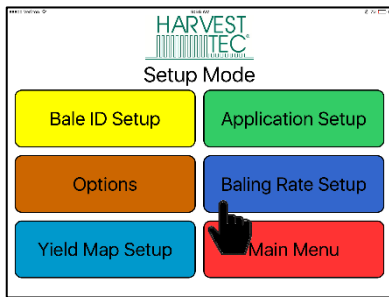 HARVEST
TEC
Setup Mode
Bale ID Setup
Application Setup
Options
Baling Rate Setup
Yield Map Setup
Main Menu